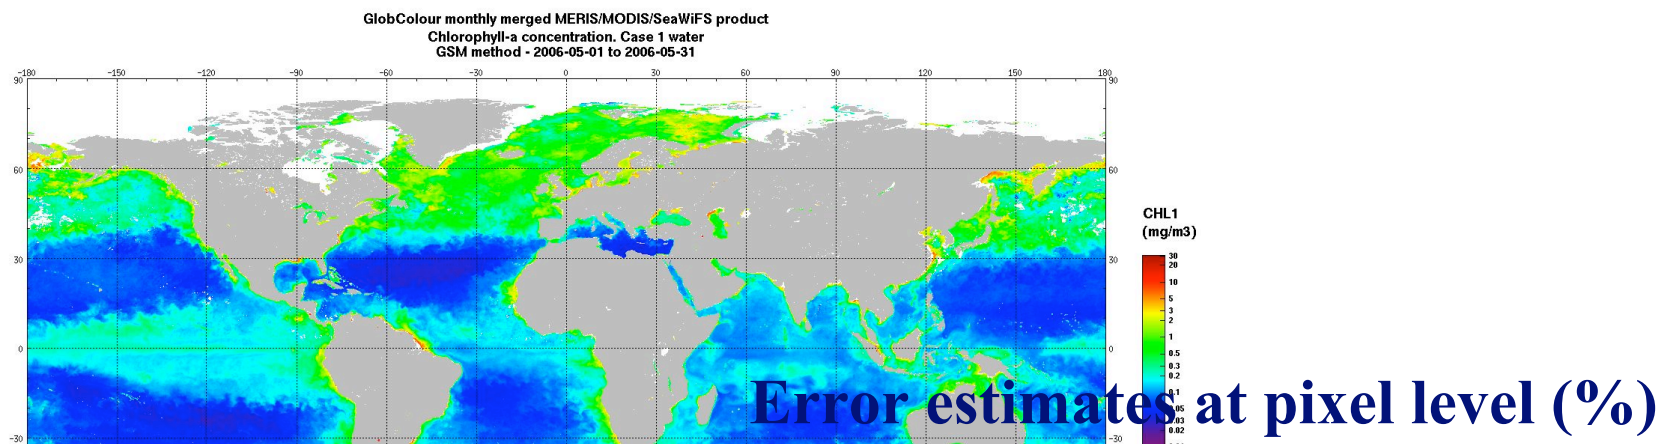 GlobColour monthly merged MERIS/MODIS/SeaWiFS product
Chlorophyll-a concentration. Case 1 water
GSM method - 2006-05-01 to 2006-05-31
-180 -150 -120 -90 -60 -30 0 30 60 90 120 150 180
90 90
60 60
30 30
0 0
-30 -30
CHL1
(mg/m3)
30
20
10
5
3
2
1
0.5
0.3
0.2
0.1
0.05
0.03
0.02
Error estimates at pixel level (%)